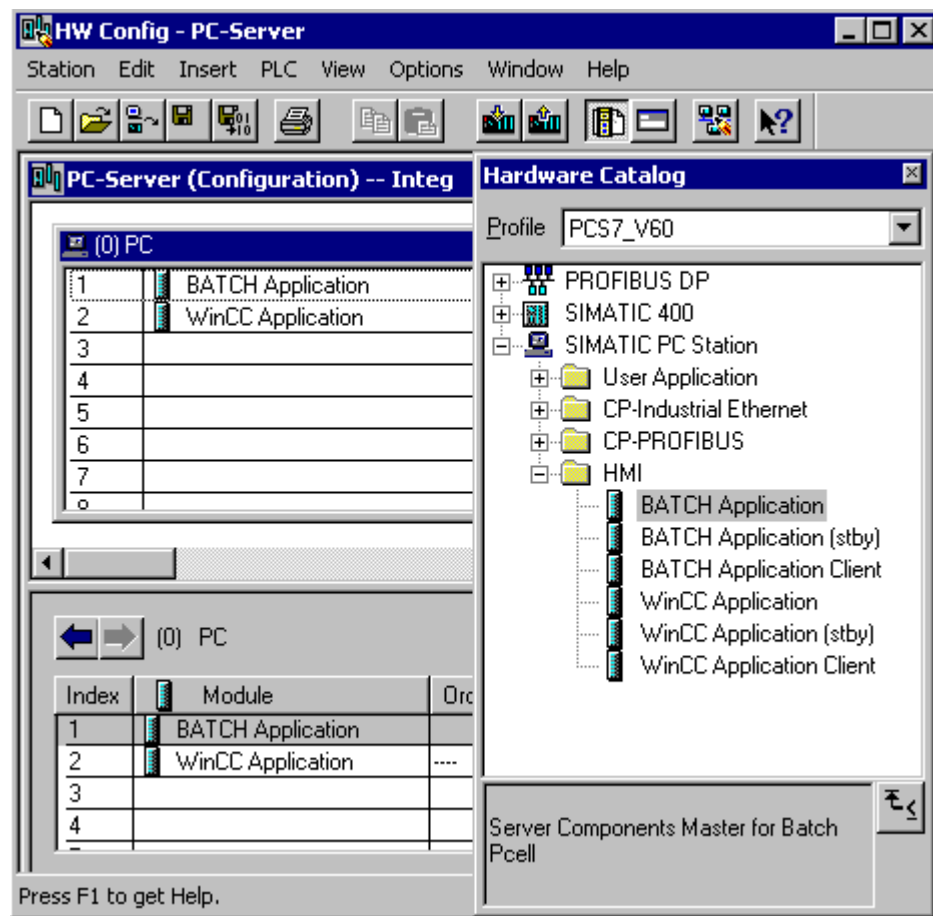 HW Config - PC-Server
Station Edit Insert PLC View Options Window Help
PC-Server (Configuration) -- Integ
(0) PC
1 BATCH Application
2 WinCC Application
3
4
5
6
7
(0) PC
Index Module Ord
1 BATCH Application
2 WinCC Application ----
3
4
Hardware Catalog
Profile PCS7_V60
PROFIBUS DP
SIMATIC 400
SIMATIC PC Station
User Application
CP-Industrial Ethernet
CP-PROFIBUS
HMI
BATCH Application
BATCH Application (stby)
BATCH Application Client
WinCC Application
WinCC Application (stby)
WinCC Application Client
Server Components Master for Batch
Pcell
Press F1 to get Help.